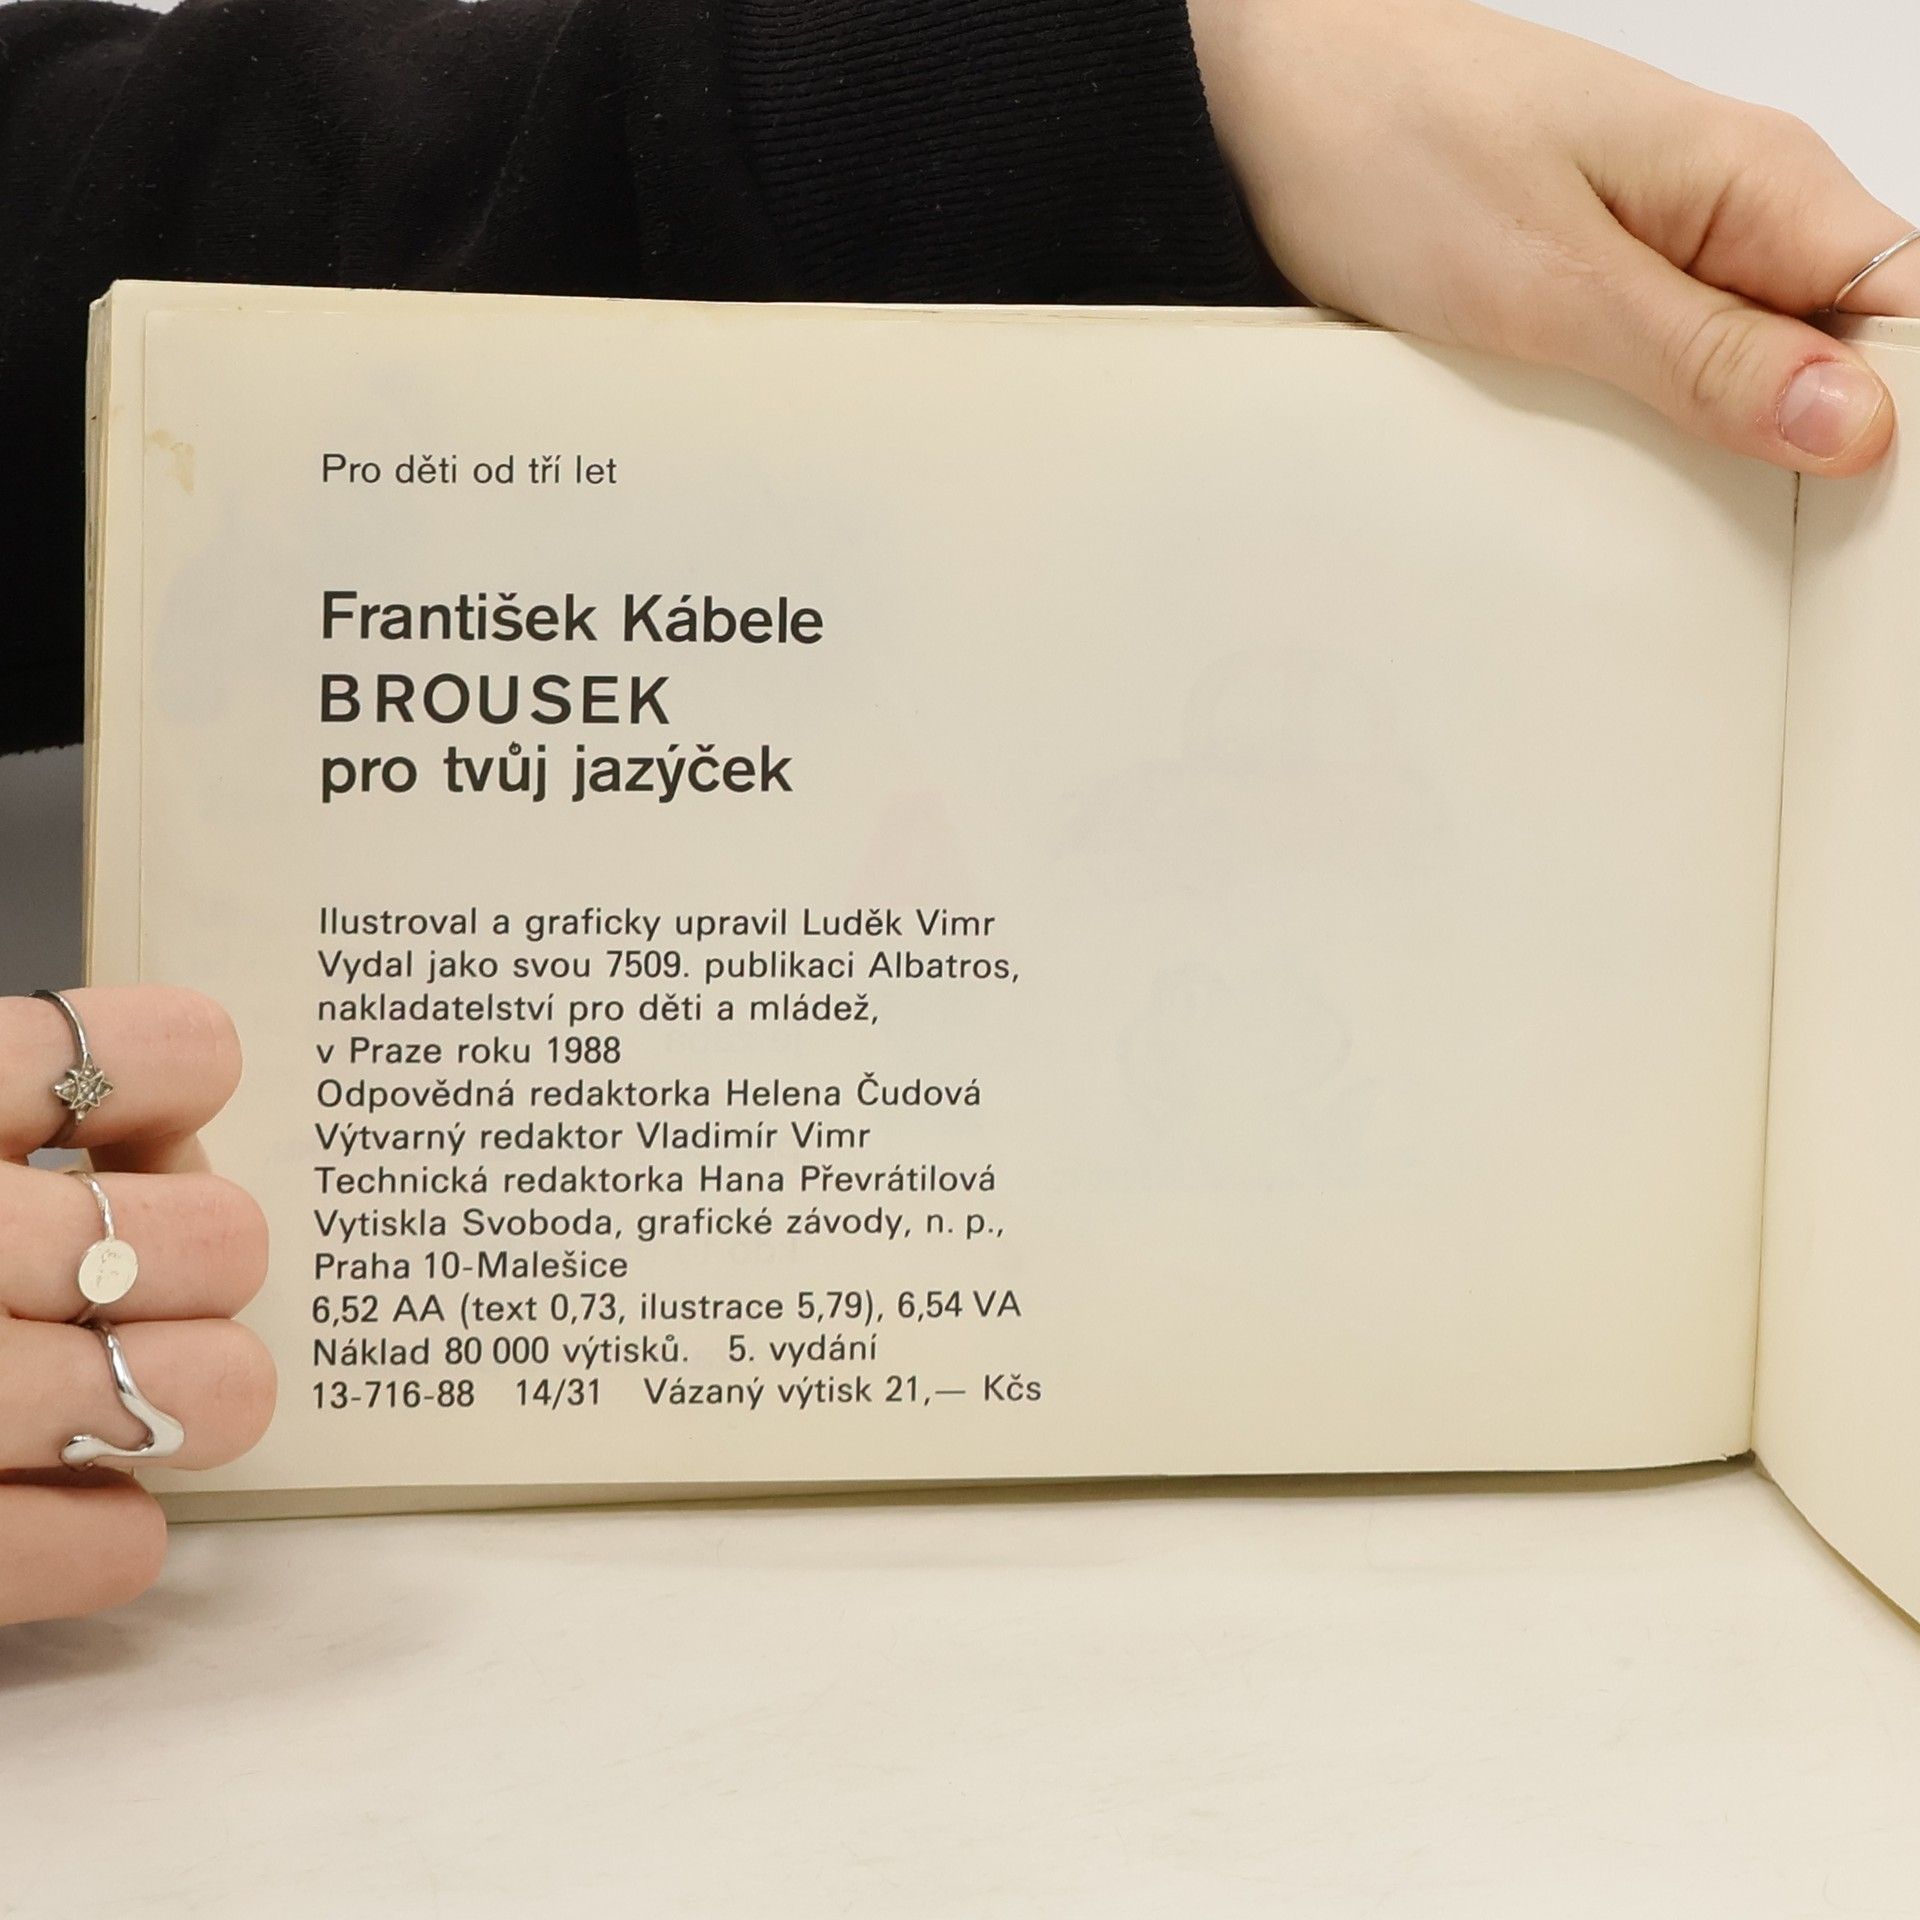 Pro děti od tří let
František Kábele
BROUSEK
pro tvůj jazýček
Ilustroval a graficky upravil Luděk Vimr
Vydal jako svou 7509. publikaci Albatros,
nakladatelství pro děti a mládež,
v Praze roku 1988
Odpovědná redaktorka Helena Čudová
Výtvarný redaktor Vladimír Vimr
Technická redaktorka Hana Převrátilová
Vytiskla Svoboda, grafické závody, n. p.,
Praha 10-Malešice
6,52 AA (text 0,73, ilustrace 5,79), 6,54 VA
Náklad 80 000 výtisků. 5. vydání
13-716-88 14/31 Vázaný výtisk 21,— Kčs